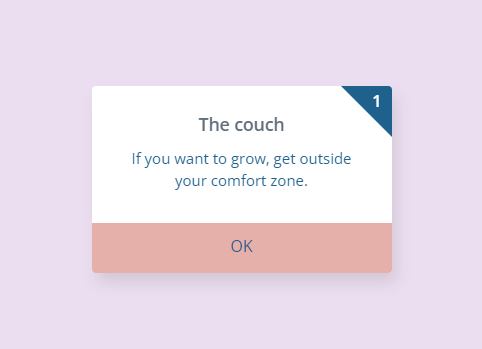 1
The couch
If you want to grow, get outside
your comfort zone.
OK